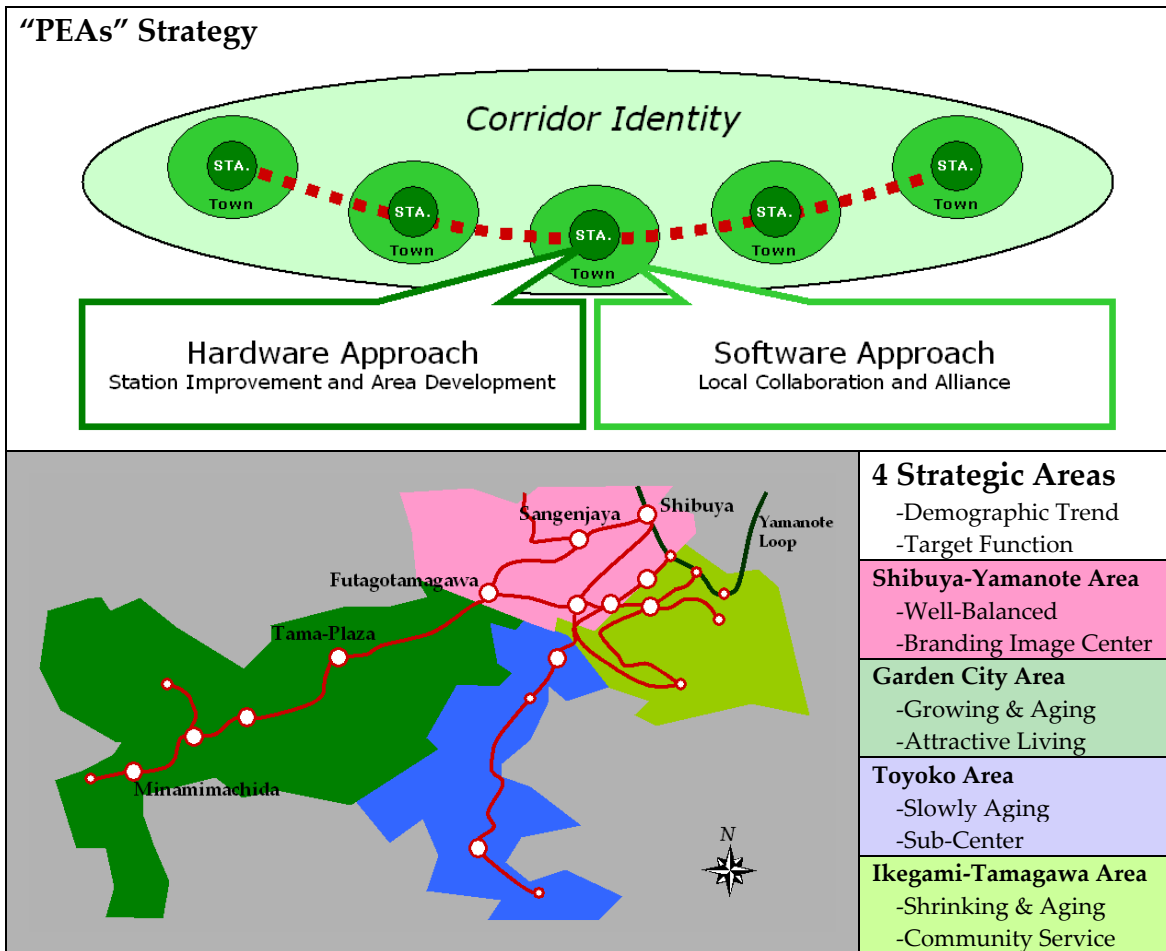 “PEAs” Strategy
Corridor Identity
STA.
Town
STA.
Town
STA.
Town
STA.
Town
STA.
Town
Hardware Approach
Station Improvement and Area Development
Software Approach
Local Collaboration and Alliance
Sangenjaya
Shibuya
Yamanote
Loop
Futagotamagawa
Tama-Plaza
Minamimachida
N
4 Strategic Areas
-Demographic Trend
-Target Function
Shibuya-Yamanote Area
-Well-Balanced
-Branding Image Center
Garden City Area
-Growing & Aging
-Attractive Living
Toyoko Area
-Slowly Aging
-Sub-Center
Ikegami-Tamagawa Area
-Shrinking & Aging
-Community Service